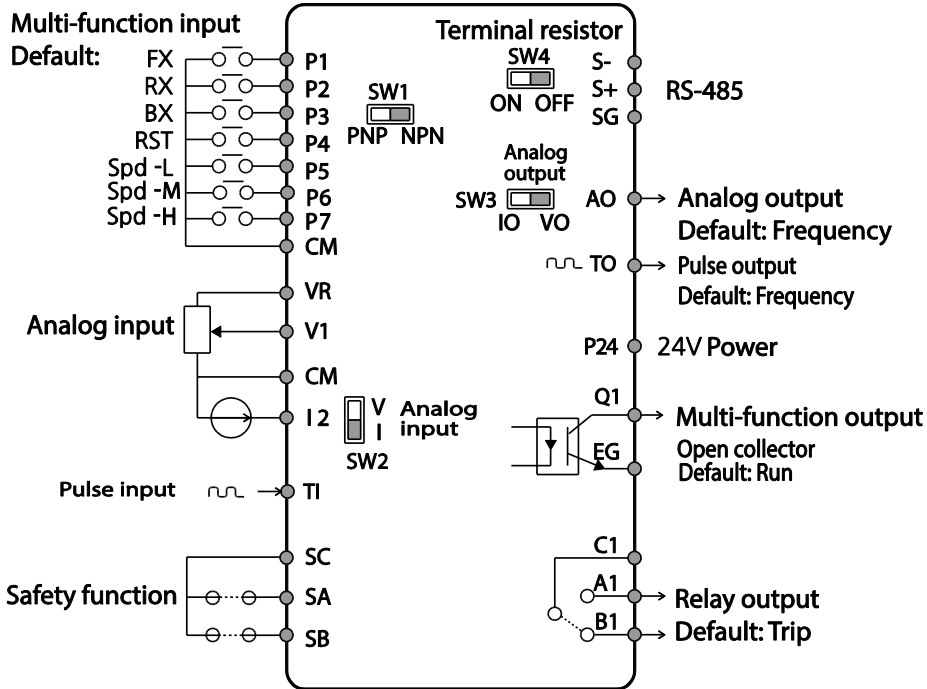 Multi-function input
Default:
FX
P1
RX
P2
BX
P3
RST
P4
Spd -L
P5
Spd -M
P6
Spd -H
P7
CM
SW1
PNP NPN
Terminal resistor
SW4
ON OFF
S-
S+
SG
RS-485
Analog
output
SW3
IO VO
AO
Analog output
Default: Frequency
TO
Pulse output
Default: Frequency
Analog input
VR
V1
CM
I 2
V
I
Analog
input
SW2
P24
24V Power
Q1
EG
Multi-function output
Open collector
Default: Run
Pulse input
TI
Safety function
SC
SA
SB
C1
A1
B1
Relay output
Default: Trip